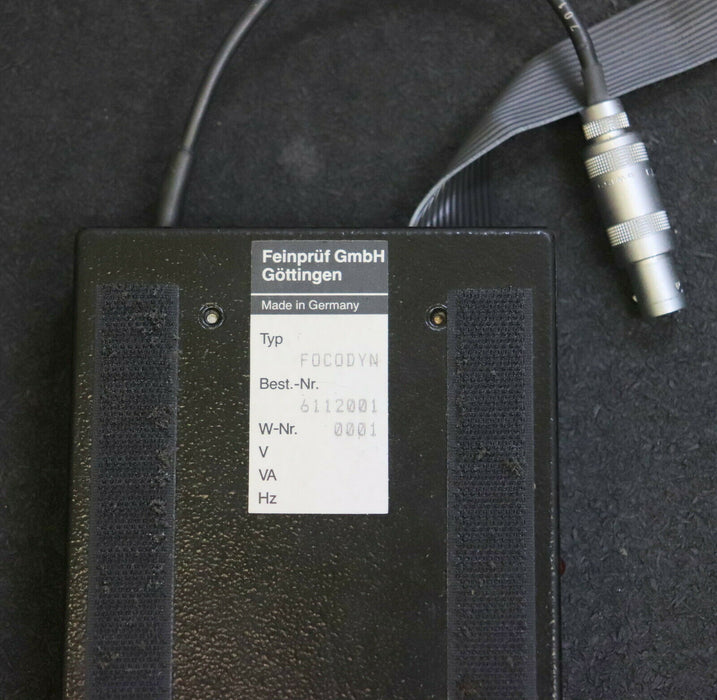 Feinprüf GmbH
Göttingen
Made in Germany
Typ
FOCODYN
Best.-Nr.
6112001
W-Nr. 0001
V
VA
Hz